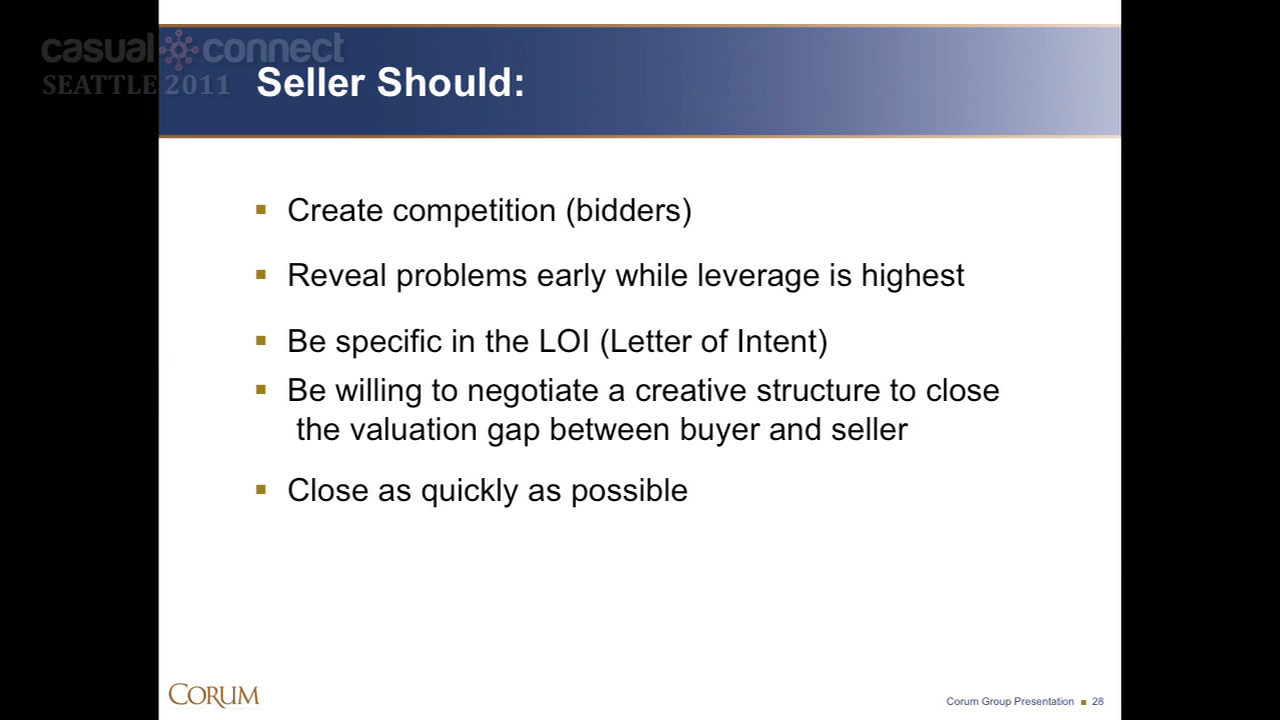 casual connect
SEATTLE 2011
Seller Should:
▪ Create competition (bidders)
▪ Reveal problems early while leverage is highest
▪ Be specific in the LOI (Letter of Intent)
▪ Be willing to negotiate a creative structure to close
the valuation gap between buyer and seller
▪ Close as quickly as possible
CORUM
Corum Group Presentation ▪ 28